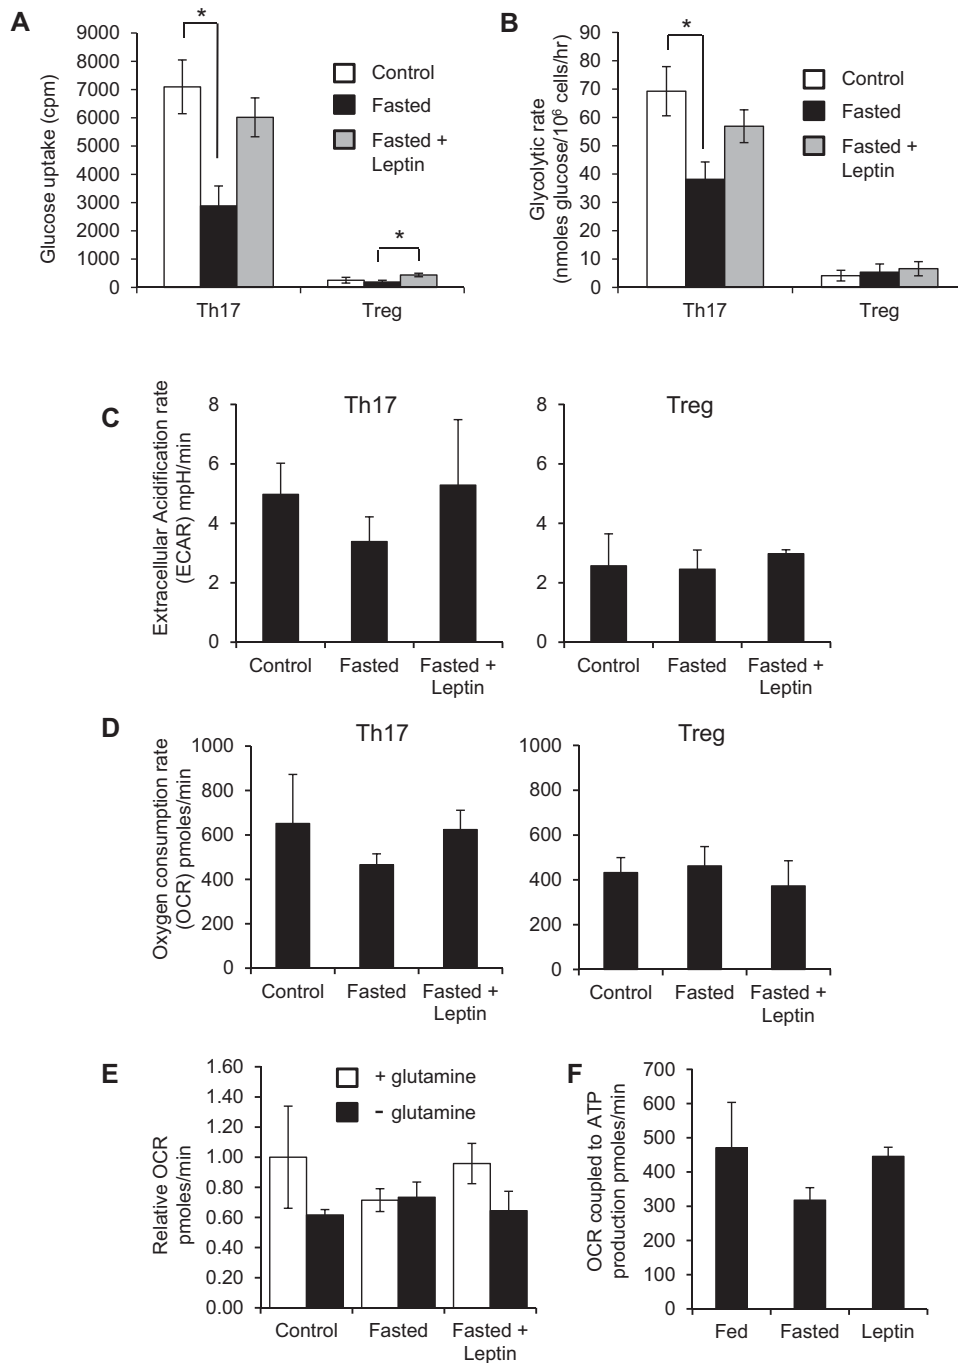 A
Glucose uptake (cpm)
9000
8000
7000
6000
5000
4000
3000
2000
1000
0
*
*
Control
Fasted
Fasted +
Leptin
Th17
Treg
B
Glycolytic rate
(nmoles glucose/10⁶ cells/hr)
90
80
70
60
50
40
30
20
10
0
*
Control
Fasted
Fasted +
Leptin
Th17
Treg
C
Extracellular Acidification rate
(ECAR) mpH/min
Th17
8
6
4
2
0
Control
Fasted
Fasted +
Leptin
Treg
8
6
4
2
0
Control
Fasted
Fasted +
Leptin
D
Oxygen consumption rate
(OCR) pmoles/min
Th17
1000
800
600
400
200
0
Control
Fasted
Fasted +
Leptin
Treg
1000
800
600
400
200
0
Control
Fasted
Fasted +
Leptin
E
Relative OCR
pmoles/min
1.60
1.40
1.20
1.00
0.80
0.60
0.40
0.20
0.00
+ glutamine
- glutamine
Control
Fasted
Fasted +
Leptin
F
OCR coupled to ATP
production pmoles/min
700
600
500
400
300
200
100
0
Fed
Fasted
Leptin